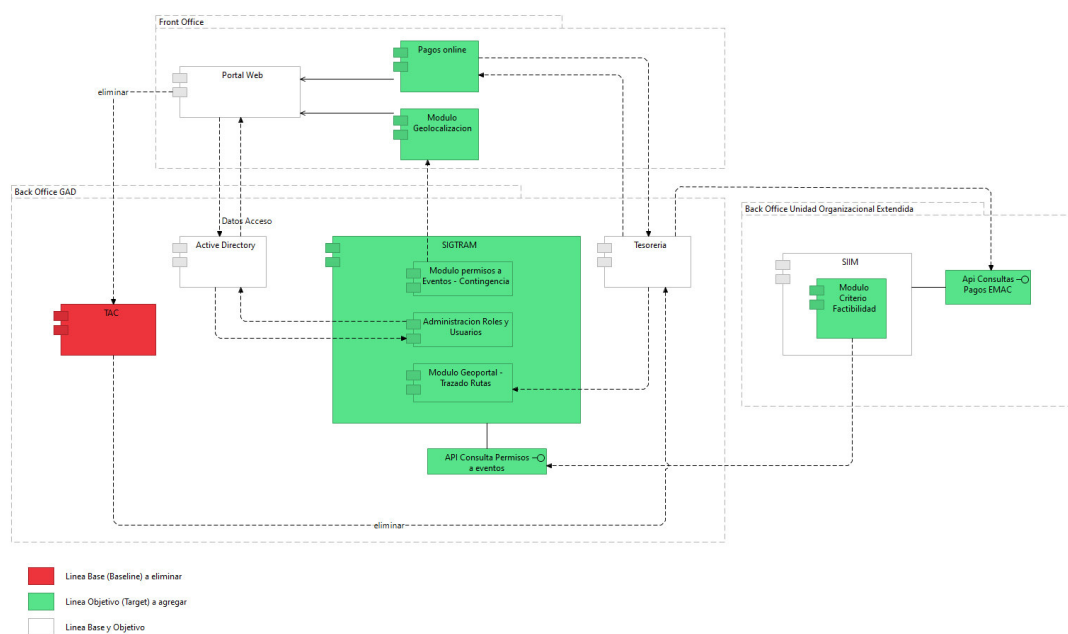 Front Office
Pagos online
Portal Web
eliminar
Modulo
Geolocalizacion
Back Office GAD
Back Office Unidad Organizacional Extendida
Datos Acceso
Active Directory
SIGTRAM
Tesoreria
SIIM
Modulo permisos a
Eventos - Contingencia
Api Consultas
Pagos EMAC
Modulo
Criterio
Factibilidad
TAC
Administracion Roles y
Usuarios
Modulo Geoportal -
Trazado Rutas
API Consulta Permisos
a eventos
eliminar
Linea Base (Baseline) a eliminar
Linea Objetivo (Target) a agregar
Linea Base y Objetivo